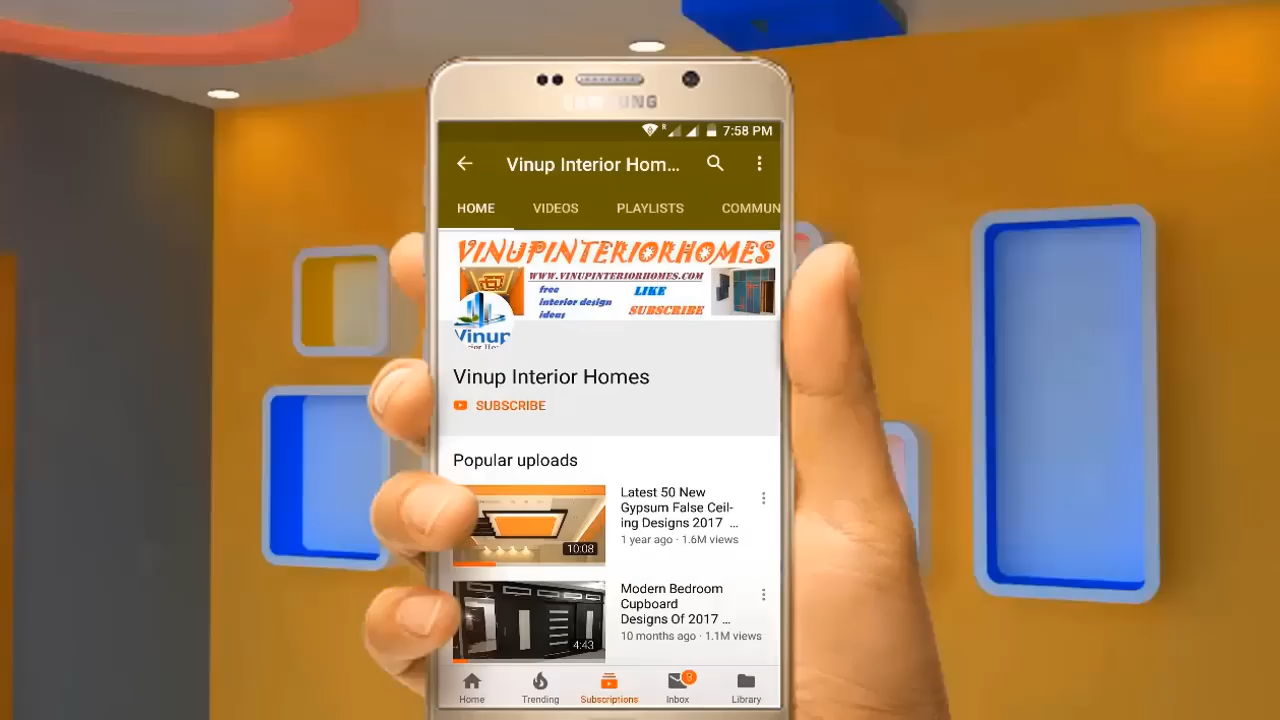 SAMSUNG
7:58 PM
Vinup Interior Hom...
HOME VIDEOS PLAYLISTS COMMUN
VINUPINTERIORHOMES
WWW.VINUPINTERIORHOMES.COM
free
interior design
ideas
LIKE
SUBSCRIBE
Vinup
Vinup Interior Homes
SUBSCRIBE
Popular uploads
Latest 50 New
Gypsum False Ceil-
ing Designs 2017 ...
1 year ago · 1.6M views
10:08
Modern Bedroom
Cupboard
Designs Of 2017 ...
10 months ago · 1.1M views
4:43
Home Trending Subscriptions Inbox Library